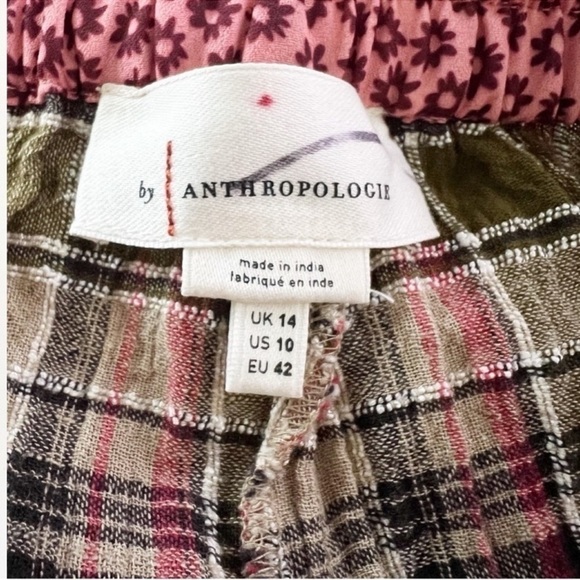 by ANTHROPOLOGIE
made in india
fabriqué en inde
UK 14
US 10
EU 42